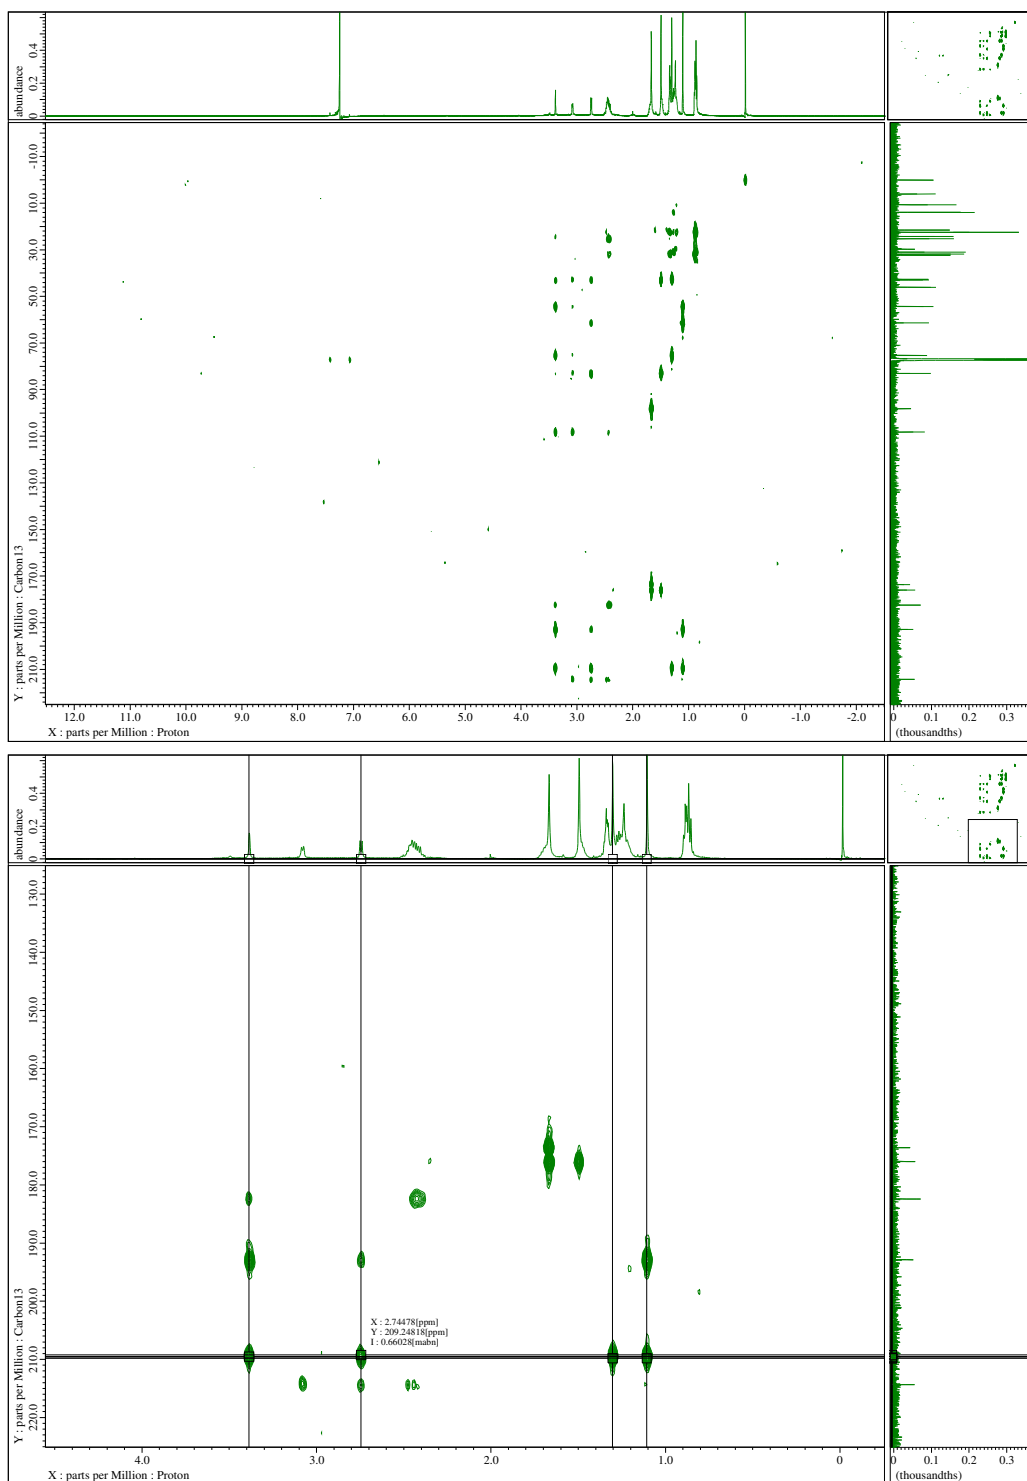 abundance
0 0.2 0.4
-10.0
10.0
30.0
50.0
70.0
90.0
110.0
130.0
150.0
170.0
190.0
210.0
Y : parts per Million : Carbon13
12.0 11.0 10.0 9.0 8.0 7.0 6.0 5.0 4.0 3.0 2.0 1.0 0 -1.0 -2.0
X : parts per Million : Proton
0 0.1 0.2 0.3
(thousandths)
abundance
0 0.2 0.4
130.0
140.0
150.0
160.0
170.0
180.0
190.0
200.0
210.0
220.0
Y : parts per Million : Carbon13
X : 2.74478[ppm]
Y : 209.24818[ppm]
I : 0.66028[mabn]
4.0 3.0 2.0 1.0 0
X : parts per Million : Proton
0 0.1 0.2 0.3
(thousandths)